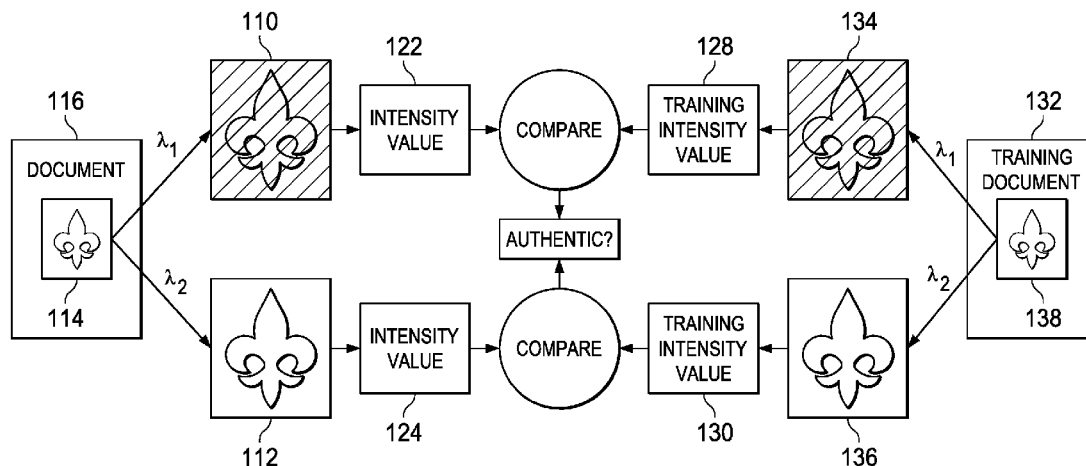 110
122
128
134
116
132
DOCUMENT
λ1
INTENSITY
VALUE
COMPARE
TRAINING
INTENSITY
VALUE
λ1
TRAINING
DOCUMENT
AUTHENTIC?
λ2
λ2
114
138
INTENSITY
VALUE
COMPARE
TRAINING
INTENSITY
VALUE
112
124
130
136